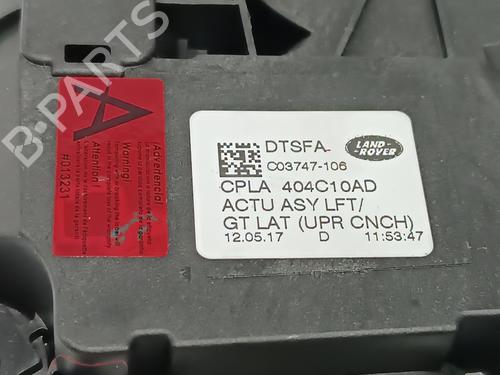 B-PARTS
Advertencia!
Warning!
Attention!
#D13231
DTSFA
LAND-
ROVER
C03747-106
CPLA 404C10AD
ACTU ASY LFT/
GT LAT (UPR CNCH)
12.05.17 D 11:53:47